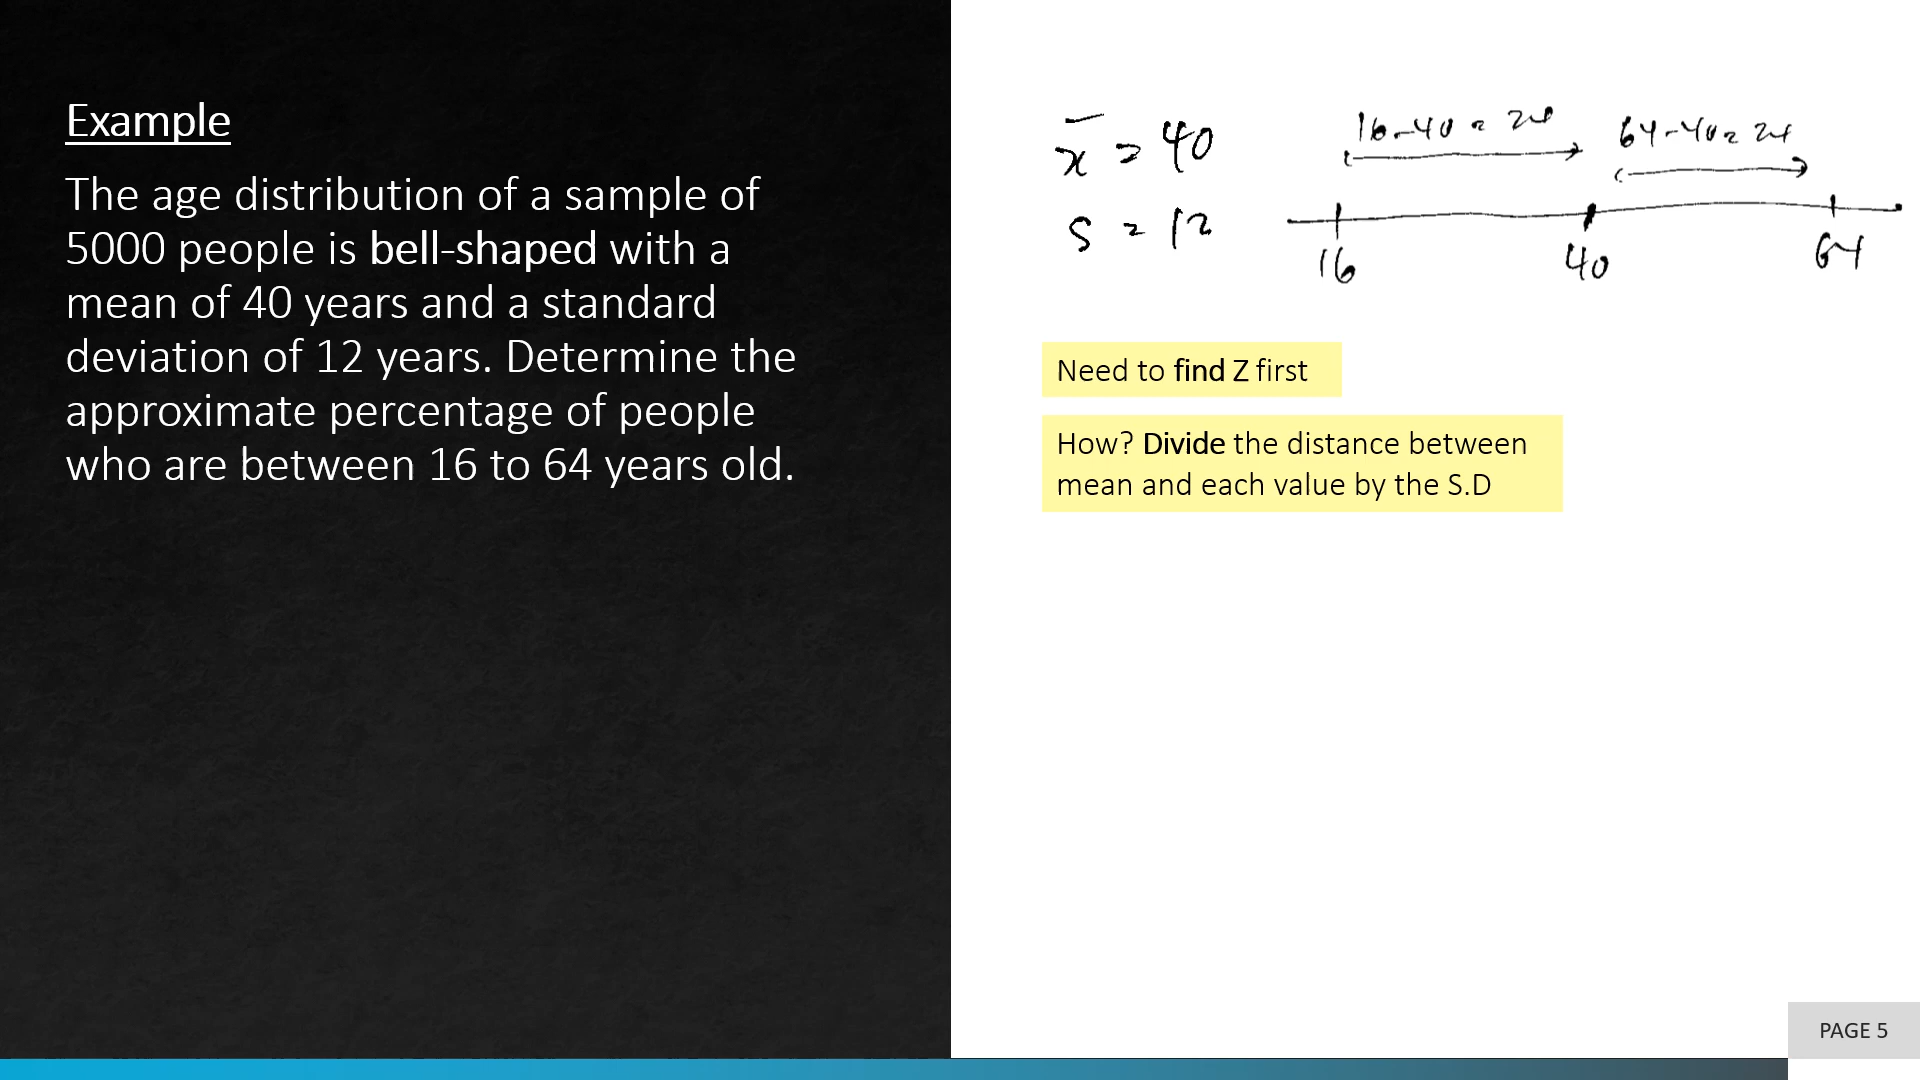 Example
The age distribution of a sample of
5000 people is bell-shaped with a
mean of 40 years and a standard
deviation of 12 years. Determine the
approximate percentage of people
who are between 16 to 64 years old.
x̄ = 40
S = 12
16-40 = 24
64-40 = 24
16
40
64
Need to find Z first
How? Divide the distance between
mean and each value by the S.D
PAGE 5